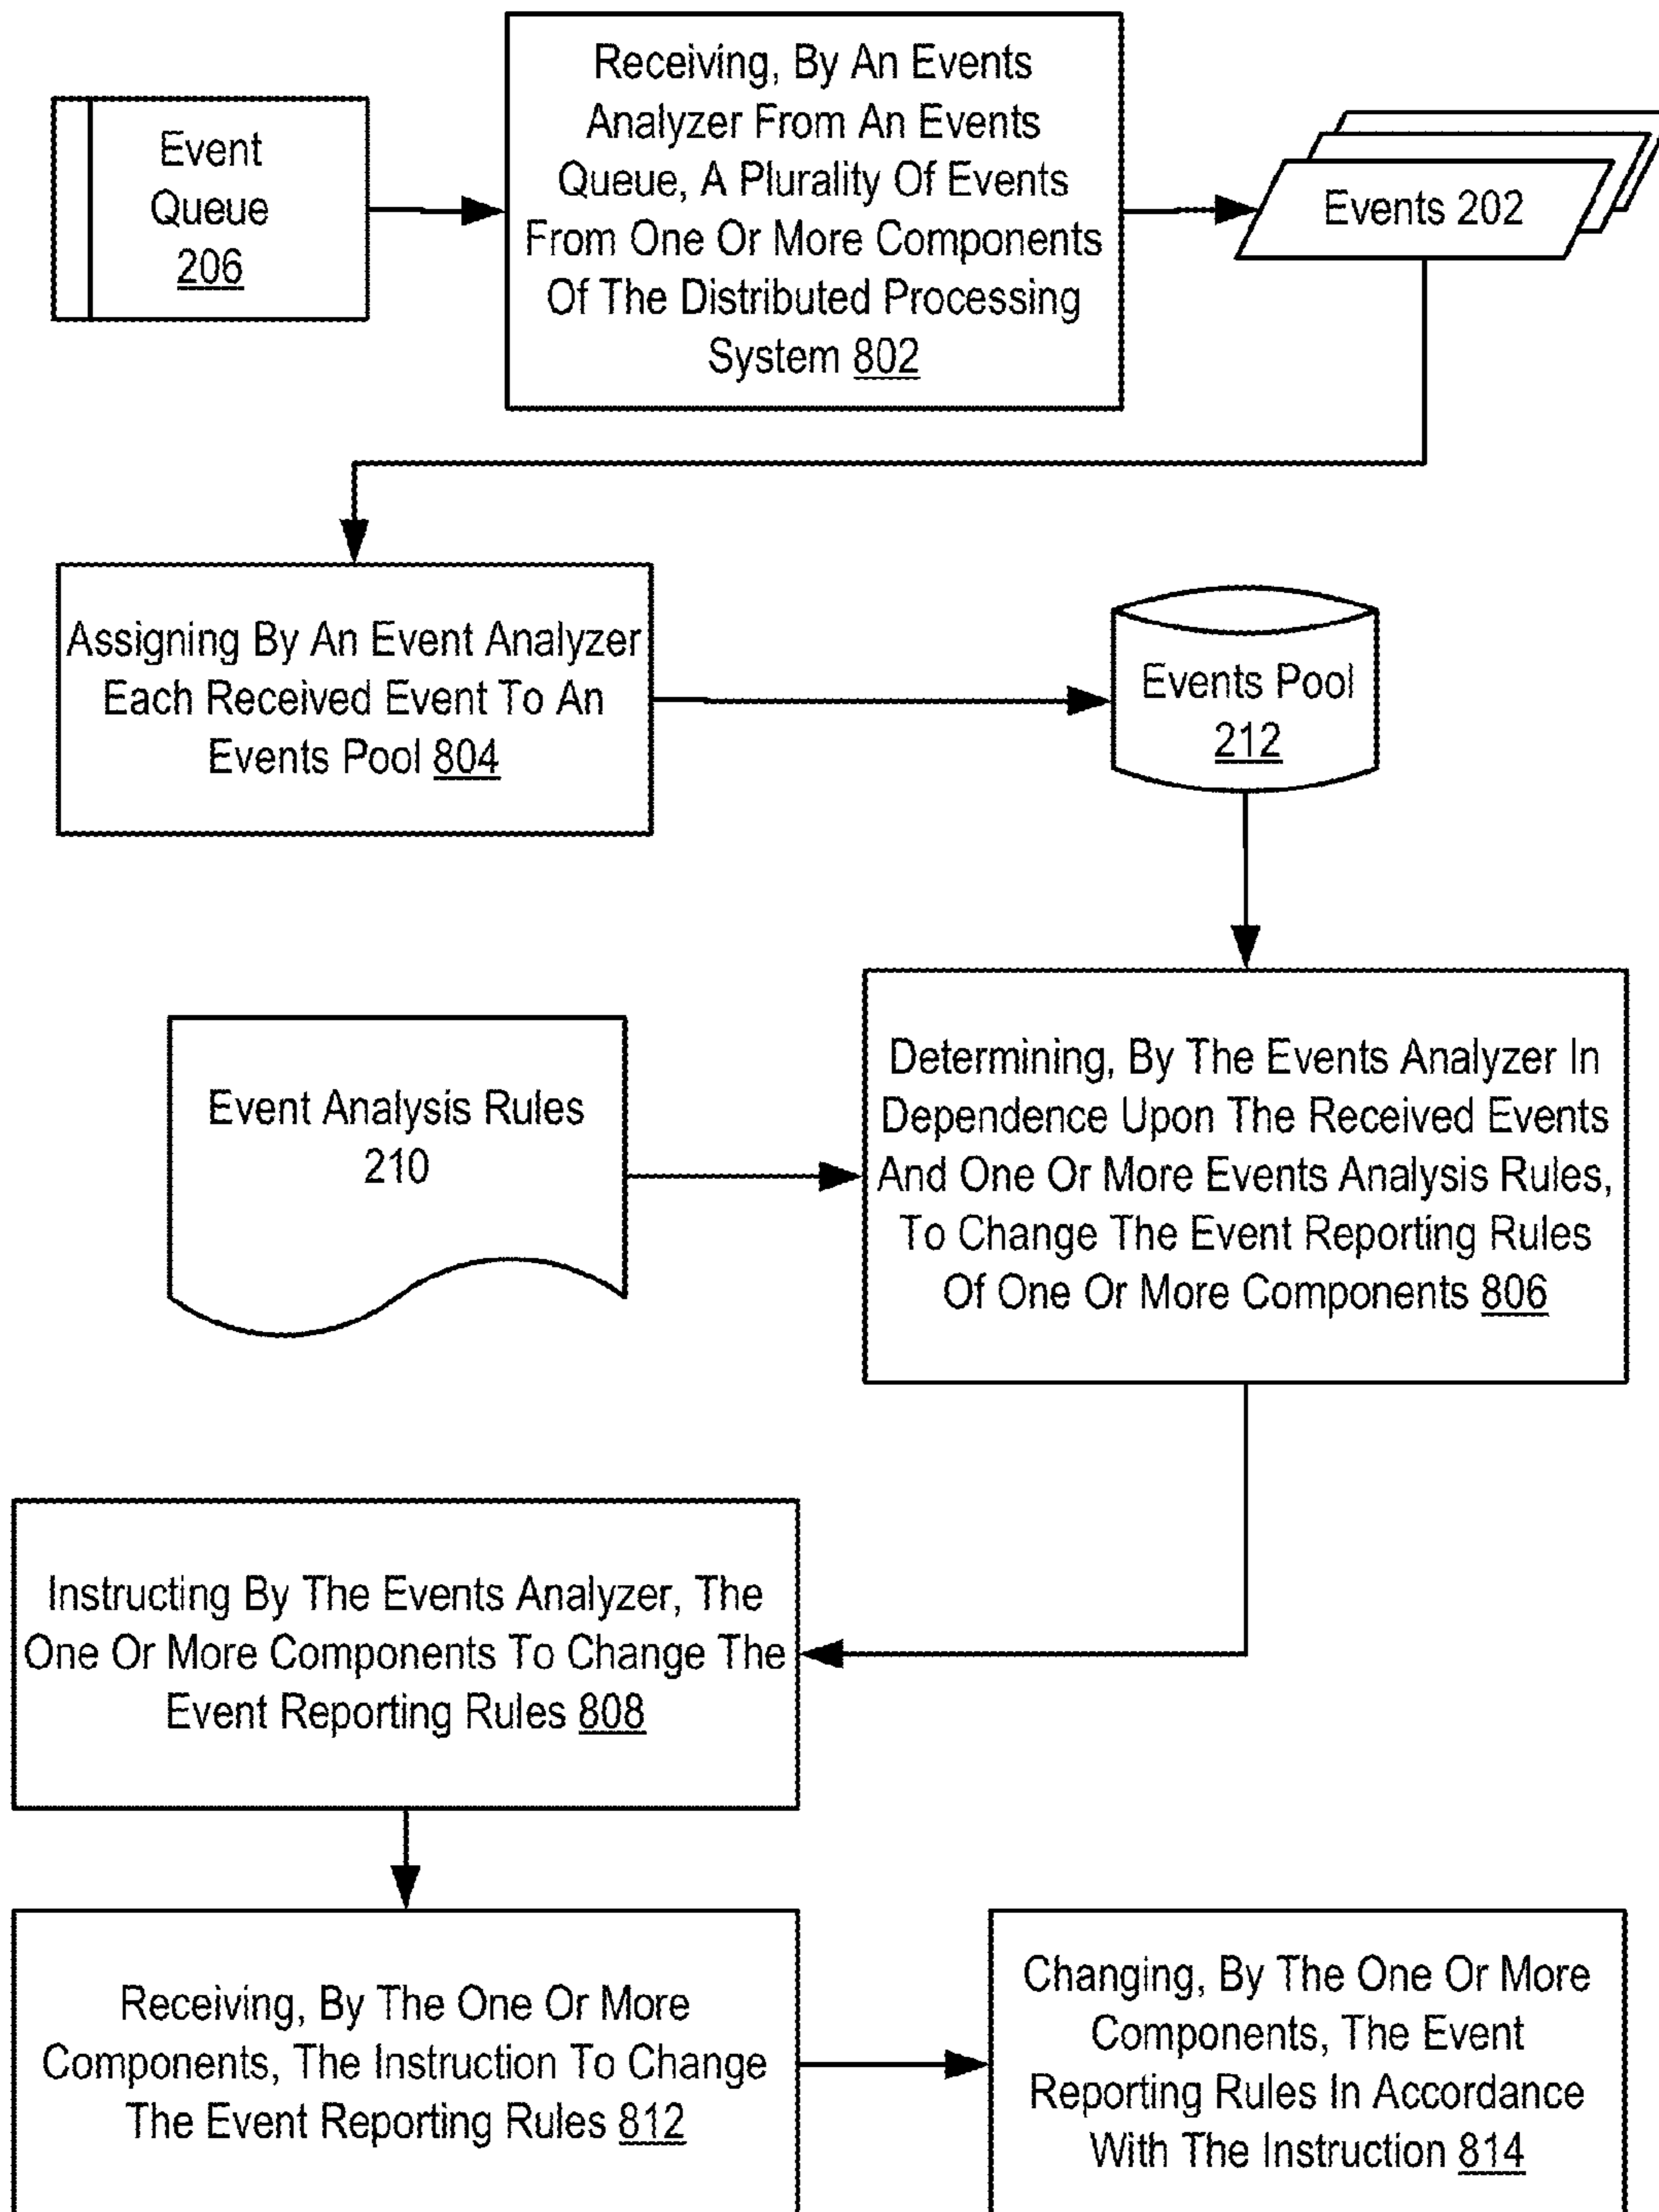 Event
Queue
206
Receiving, By An Events
Analyzer From An Events
Queue, A Plurality Of Events
From One Or More Components
Of The Distributed Processing
System 802
Events 202
Assigning By An Event Analyzer
Each Received Event To An
Events Pool 804
Events Pool
212
Event Analysis Rules
210
Determining, By The Events Analyzer In
Dependence Upon The Received Events
And One Or More Events Analysis Rules,
To Change The Event Reporting Rules
Of One Or More Components 806
Instructing By The Events Analyzer, The
One Or More Components To Change The
Event Reporting Rules 808
Receiving, By The One Or More
Components, The Instruction To Change
The Event Reporting Rules 812
Changing, By The One Or More
Components, The Event
Reporting Rules In Accordance
With The Instruction 814